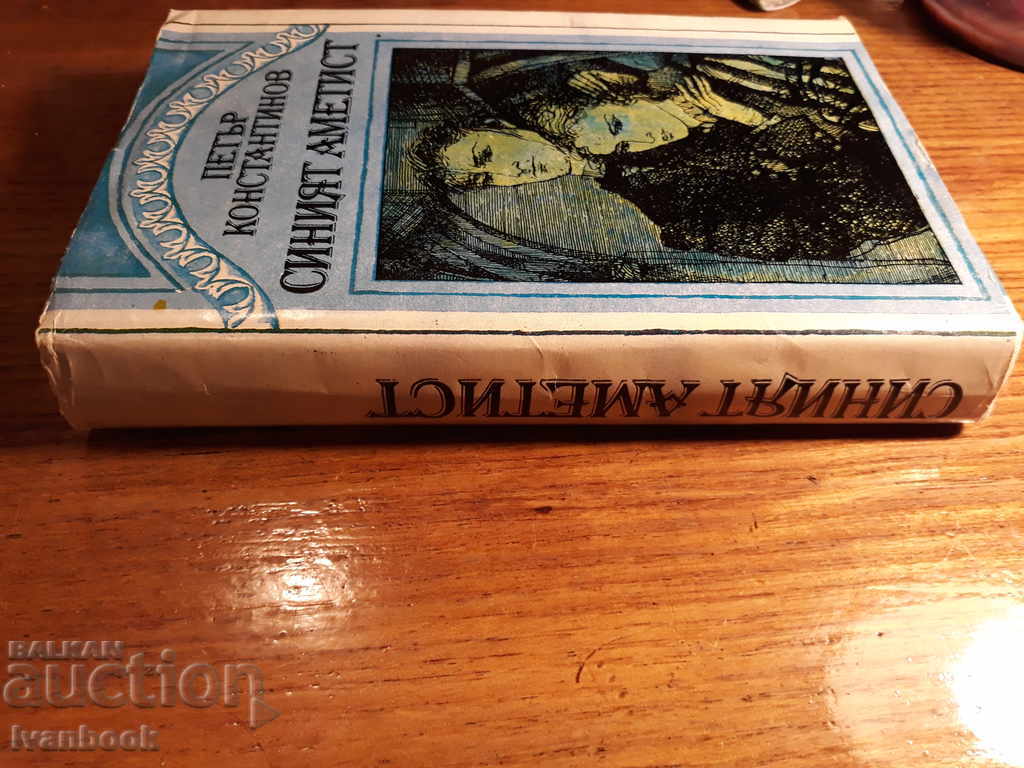 ПЕТЪР
КОНСТАНТИНОВ
СИНИЯТ АМЕТИСТ
СИНИЯТ АМЕТИСТ
BALKAN
auction
Ivanbook